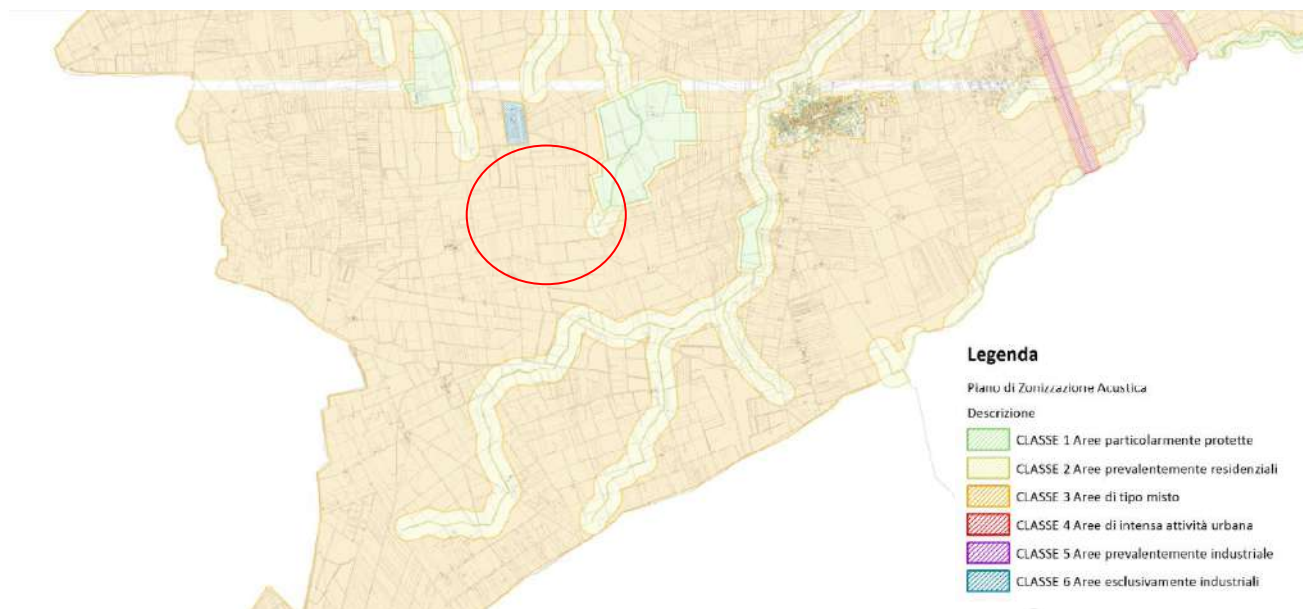 Legenda
Piano di Zonizzazione Acustica
Descrizione
CLASSE 1 Aree particolarmente protette
CLASSE 2 Aree prevalentemente residenziali
CLASSE 3 Aree di tipo misto
CLASSE 4 Aree di intensa attività urbana
CLASSE 5 Aree prevalentemente industriale
CLASSE 6 Aree esclusivamente industriali